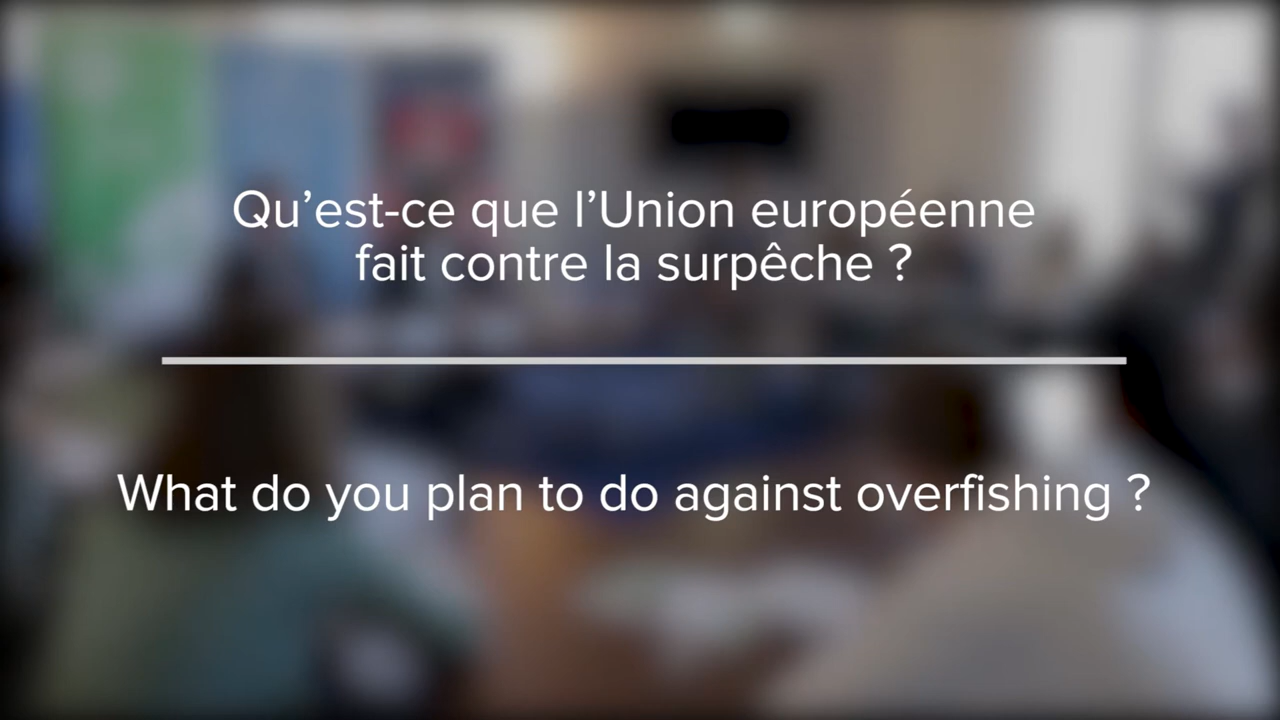 Qu’est-ce que l’Union européenne
fait contre la surpêche ?
What do you plan to do against overfishing ?